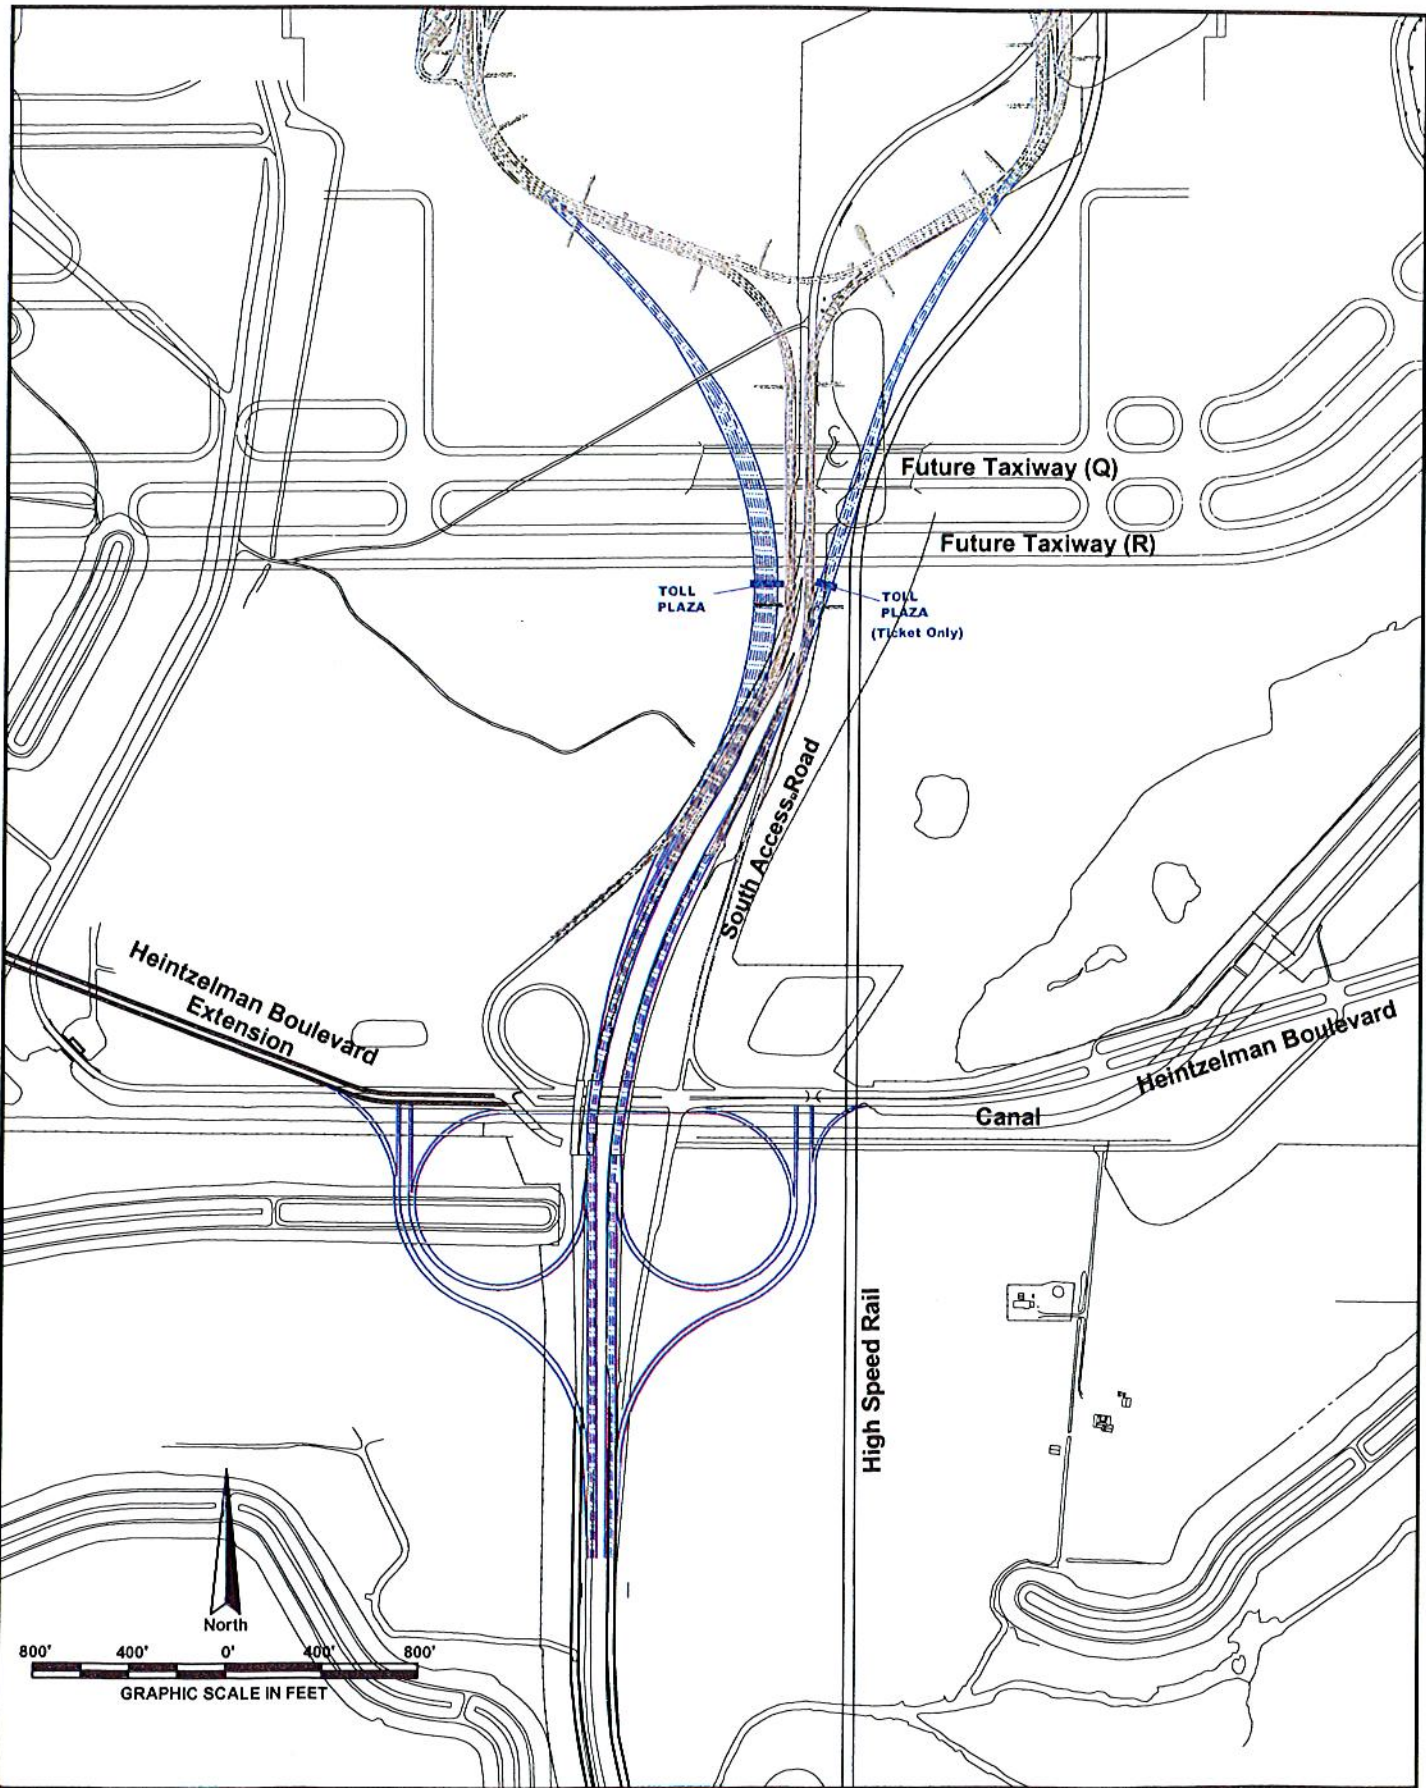 Future Taxiway (Q)
Future Taxiway (R)
TOLL
PLAZA
TOLL
PLAZA
(Ticket Only)
South Access Road
Heintzelman Boulevard
Extension
Heintzelman Boulevard
Canal
High Speed Rail
North
800' 400' 0' 400' 800'
GRAPHIC SCALE IN FEET